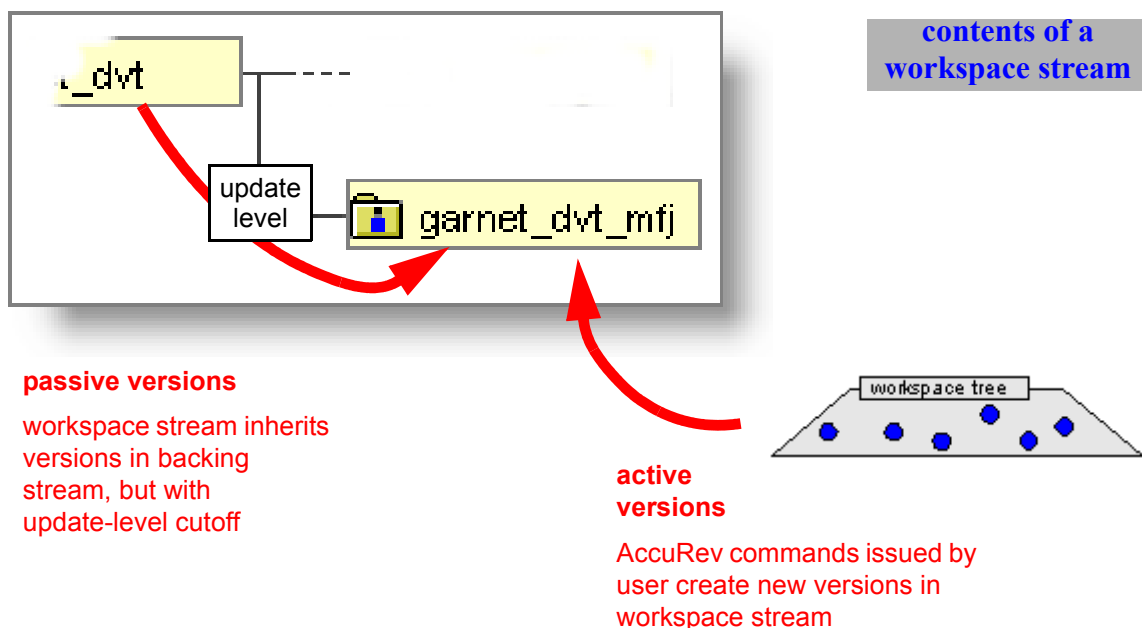 contents of a
workspace stream
t_dvt
update
level
garnet_dvt_mfj
passive versions
workspace stream inherits
versions in backing
stream, but with
update-level cutoff
workspace tree
active
versions
AccuRev commands issued by
user create new versions in
workspace stream